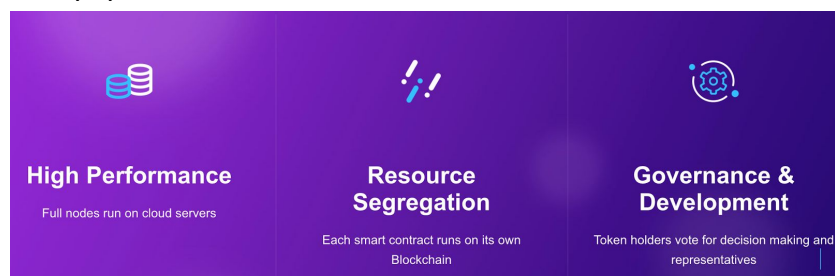 High Performance
Full nodes run on cloud servers
Resource
Segregation
Each smart contract runs on its own
Blockchain
Governance &
Development
Token holders vote for decision making and
representatives